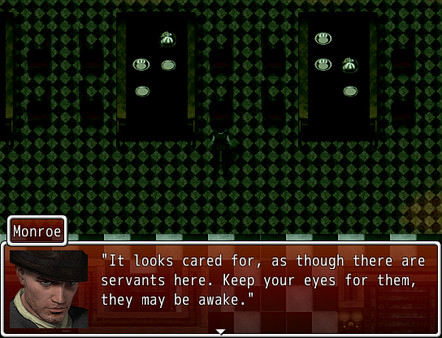 Monroe
"It looks cared for, as though there are
servants here. Keep your eyes for them,
they may be awake."